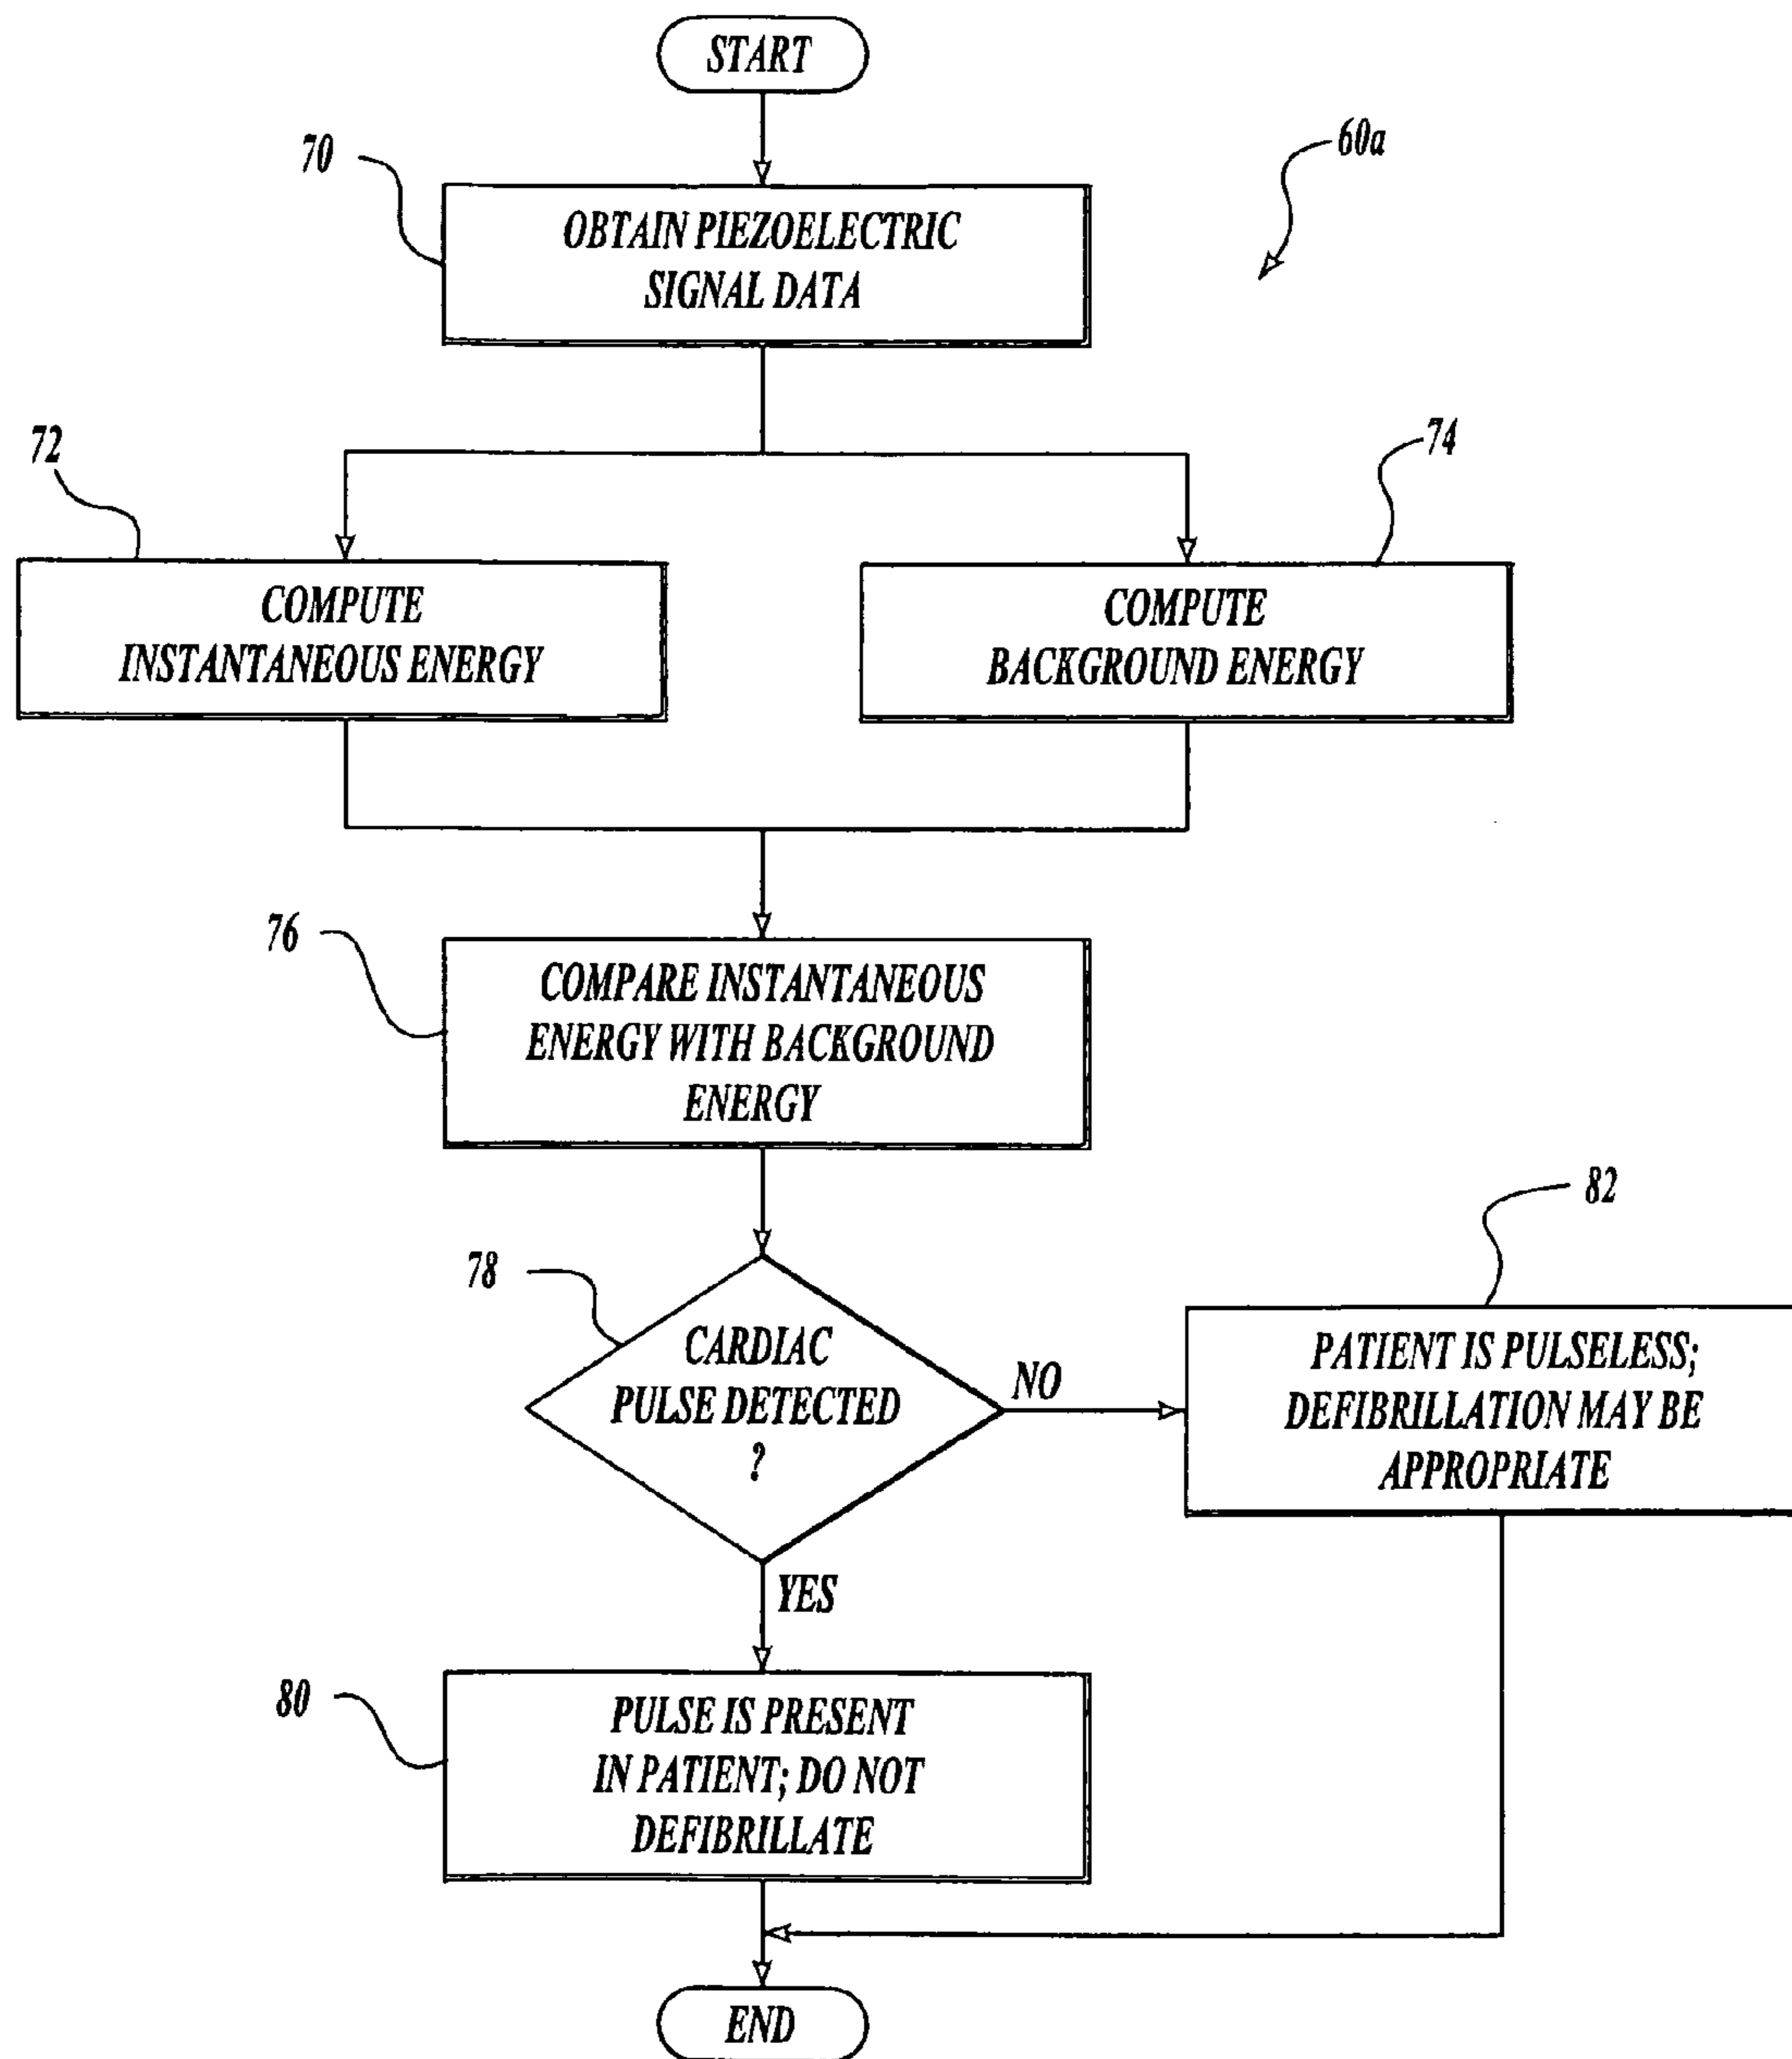 START
70
60a
OBTAIN PIEZOELECTRIC
SIGNAL DATA
72
74
COMPUTE
INSTANTANEOUS ENERGY
COMPUTE
BACKGROUND ENERGY
76
COMPARE INSTANTANEOUS
ENERGY WITH BACKGROUND
ENERGY
82
78
CARDIAC
PULSE DETECTED
?
NO
PATIENT IS PULSELESS;
DEFIBRILLATION MAY BE
APPROPRIATE
YES
80
PULSE IS PRESENT
IN PATIENT; DO NOT
DEFIBRILLATE
END